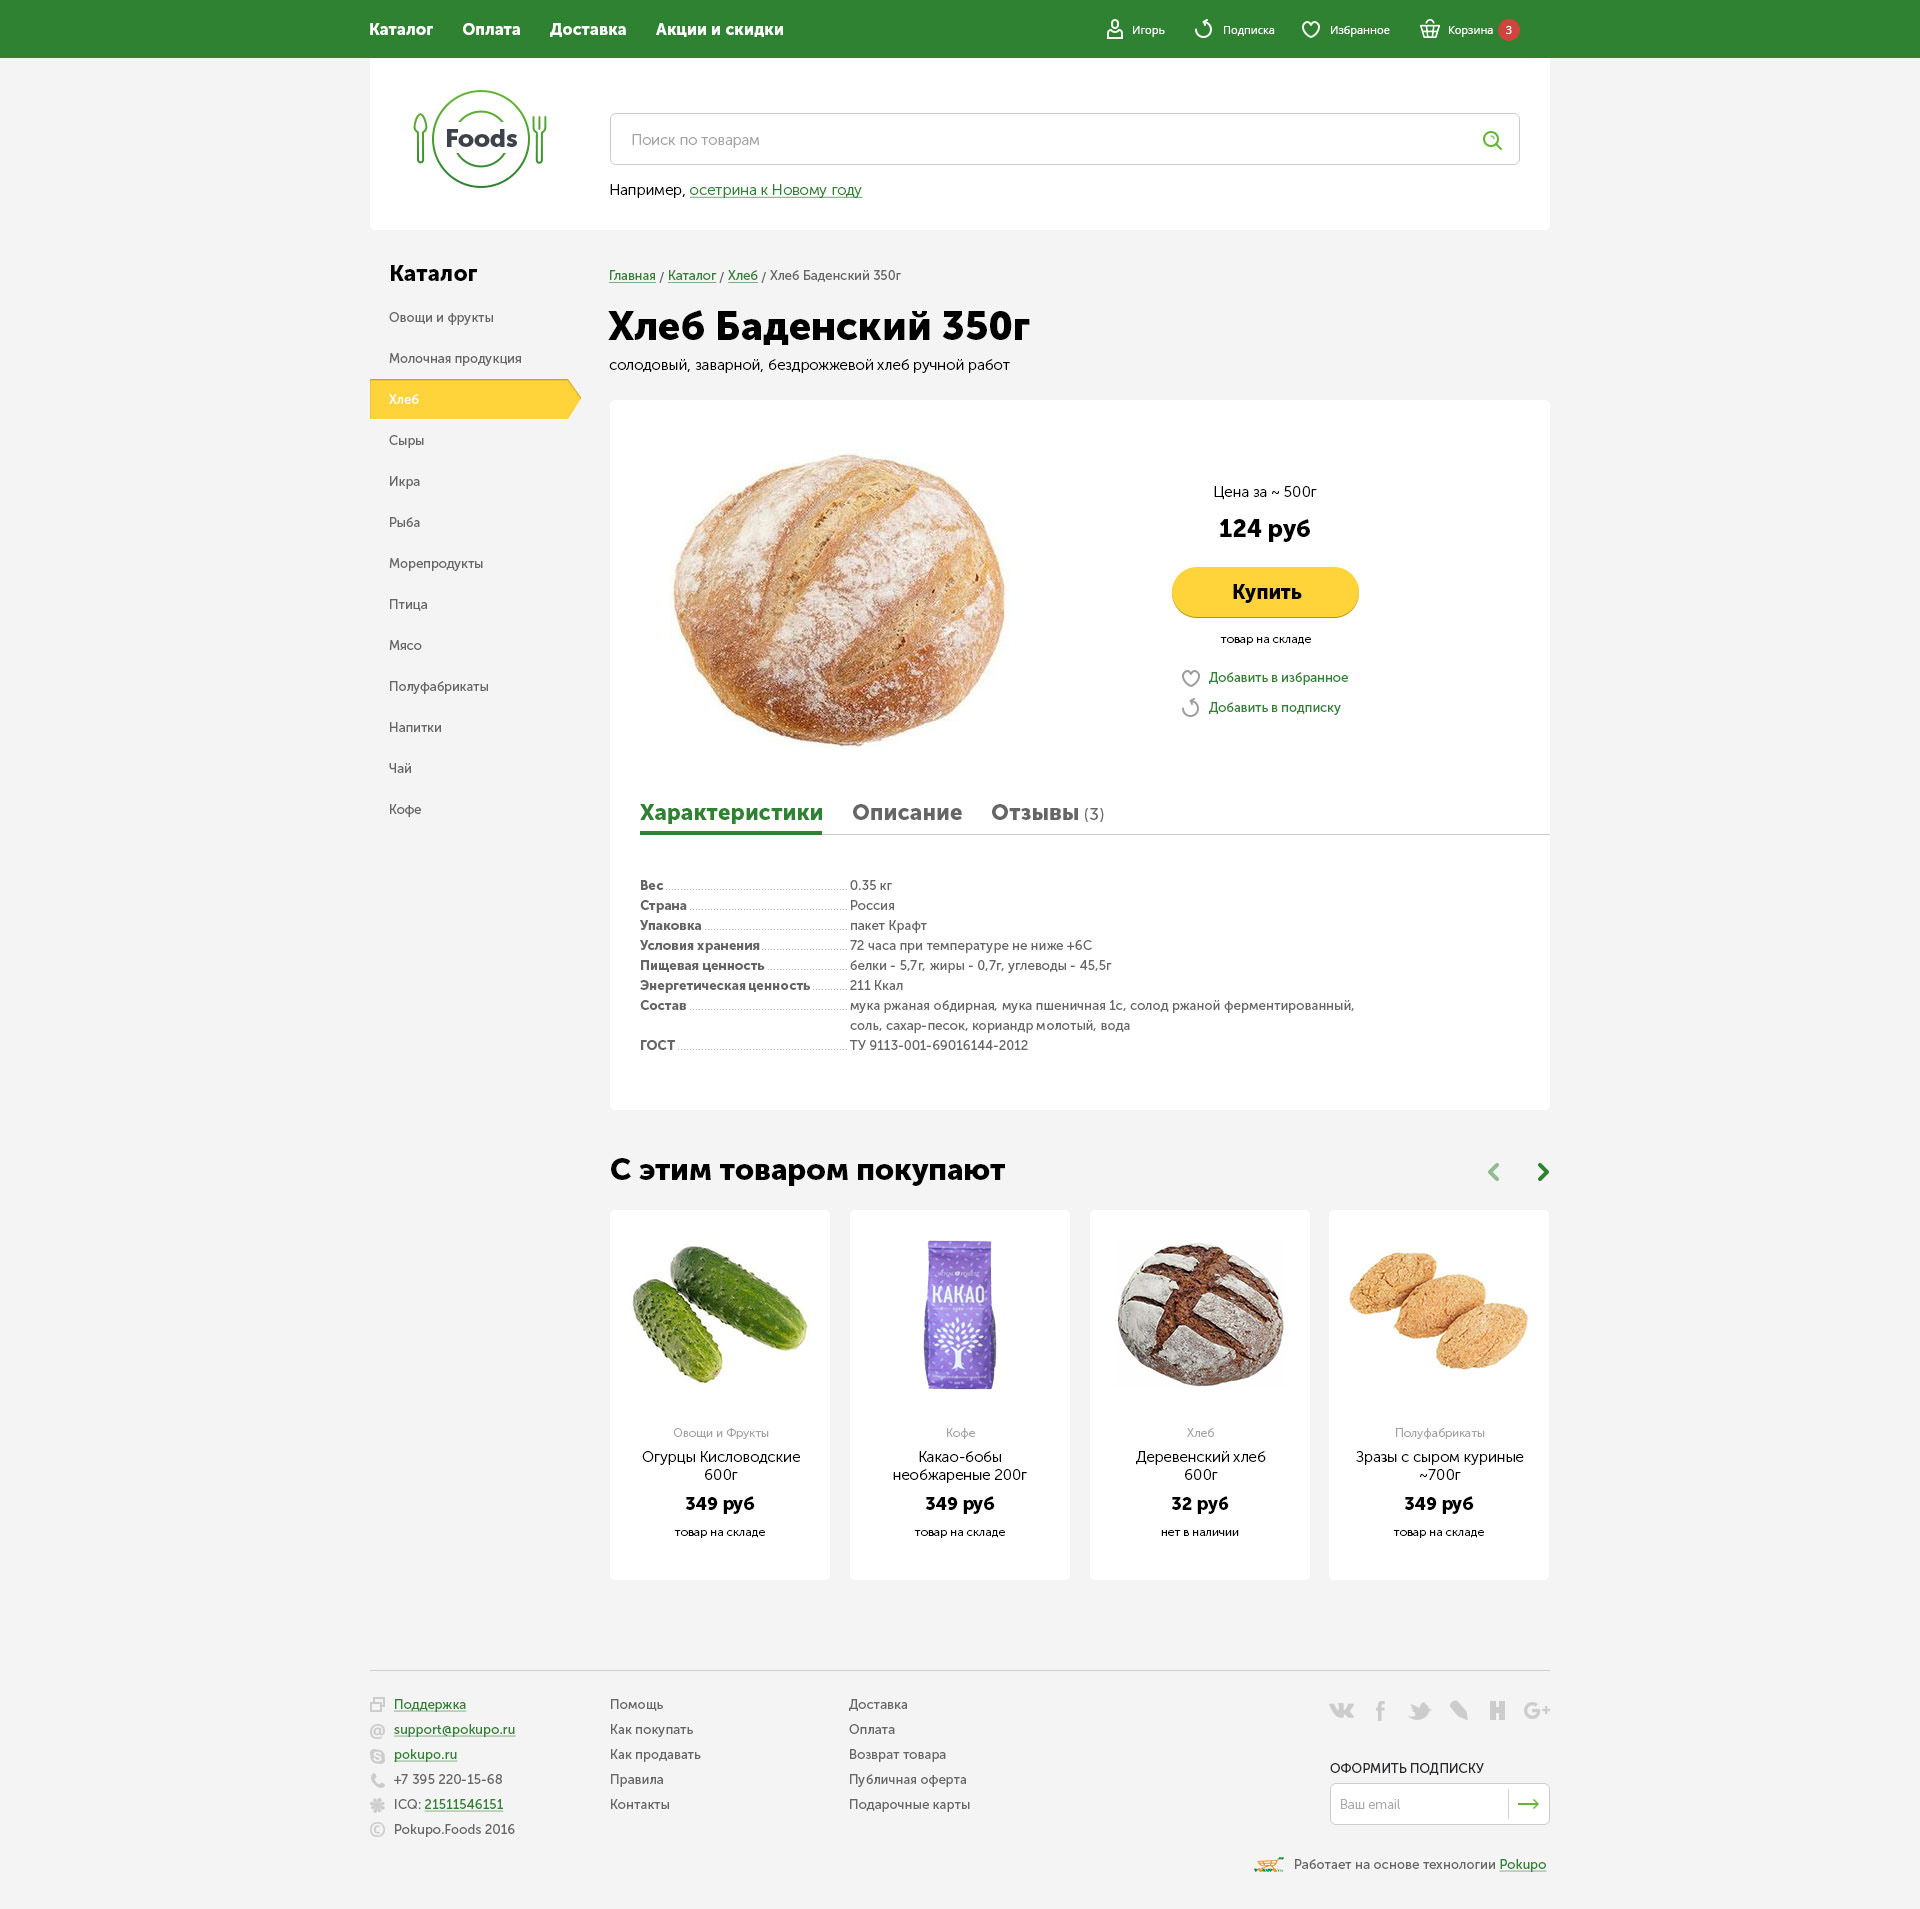 Каталог Оплата Доставка Акции и скидки
Игорь Подписка Избранное Корзина 3
Foods
Поиск по товарам
Например, осетрина к Новому году
Каталог
Овощи и фрукты
Молочная продукция
Хлеб
Сыры
Икра
Рыба
Морепродукты
Птица
Мясо
Полуфабрикаты
Напитки
Чай
Кофе
Главная / Каталог / Хлеб / Хлеб Баденский 350г
Хлеб Баденский 350г
солодовый, заварной, бездрожжевой хлеб ручной работ
Цена за ~ 500г
124 руб
Купить
товар на складе
Добавить в избранное
Добавить в подписку
Характеристики Описание Отзывы (3)
Вес 0.35 кг
Страна Россия
Упаковка пакет Крафт
Условия хранения 72 часа при температуре не ниже +6С
Пищевая ценность белки - 5,7г, жиры - 0,7г, углеводы - 45,5г
Энергетическая ценность 211 Ккал
Состав мука ржаная обдирная, мука пшеничная 1с, солод ржаной ферментированный,
соль, сахар-песок, кориандр молотый, вода
ГОСТ ТУ 9113-001-69016144-2012
С этим товаром покупают
КАКАО
Овощи и Фрукты
Огурцы Кисловодские
600г
349 руб
товар на складе
Кофе
Какао-бобы
необжареные 200г
349 руб
товар на складе
Хлеб
Деревенский хлеб
600г
32 руб
нет в наличии
Полуфабрикаты
Зразы с сыром куриные
~700г
349 руб
товар на складе
Поддержка
support@pokupo.ru
pokupo.ru
+7 395 220-15-68
ICQ: 21511546151
© Pokupo.Foods 2016
Помощь
Как покупать
Как продавать
Правила
Контакты
Доставка
Оплата
Возврат товара
Публичная оферта
Подарочные карты
ОФОРМИТЬ ПОДПИСКУ
Ваш email
Работает на основе технологии Pokupo